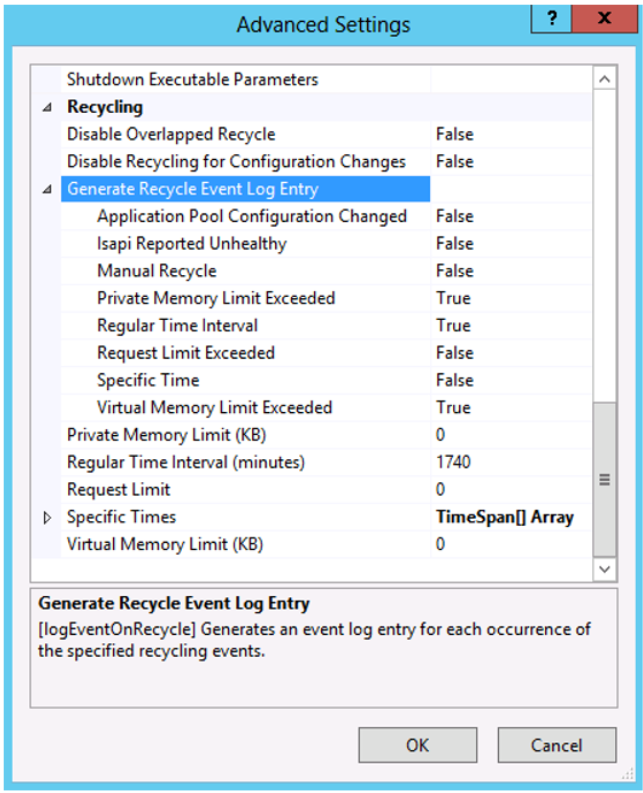 Advanced Settings
?
x
Shutdown Executable Parameters
Recycling
Disable Overlapped Recycle False
Disable Recycling for Configuration Changes False
Generate Recycle Event Log Entry
Application Pool Configuration Changed False
Isapi Reported Unhealthy False
Manual Recycle False
Private Memory Limit Exceeded True
Regular Time Interval True
Request Limit Exceeded False
Specific Time False
Virtual Memory Limit Exceeded True
Private Memory Limit (KB) 0
Regular Time Interval (minutes) 1740
Request Limit 0
Specific Times TimeSpan[] Array
Virtual Memory Limit (KB) 0
Generate Recycle Event Log Entry
[logEventOnRecycle] Generates an event log entry for each occurrence of
the specified recycling events.
OK Cancel